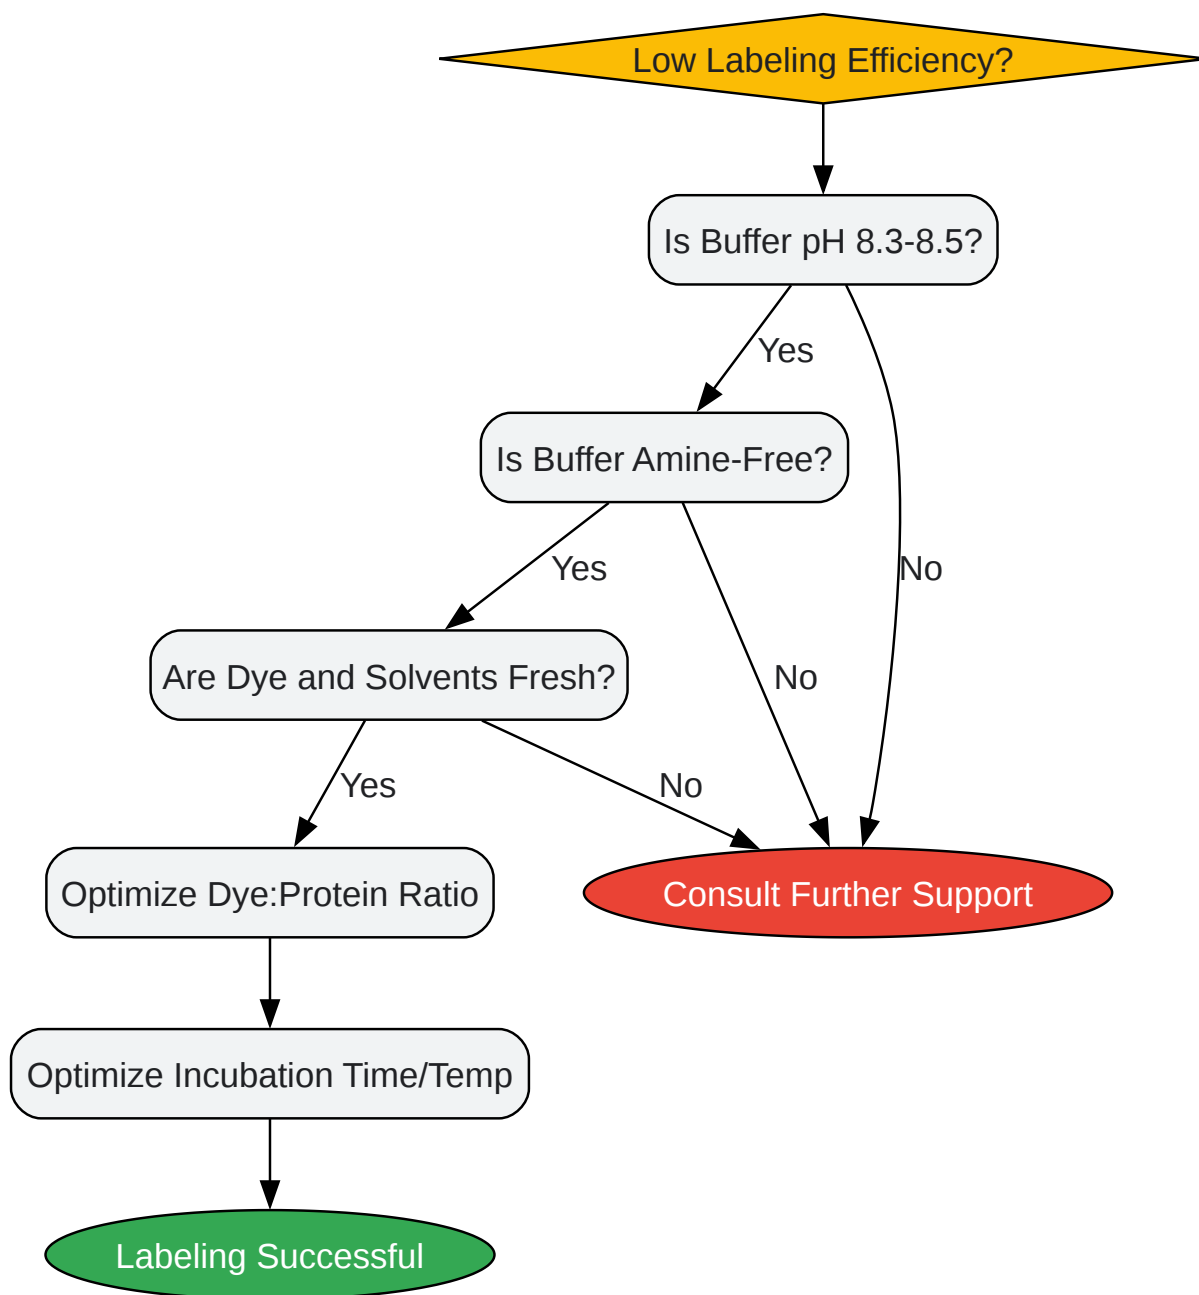 Low Labeling Efficiency?
Is Buffer pH 8.3-8.5?
Yes
Is Buffer Amine-Free?
Yes
No
Are Dye and Solvents Fresh?
No
Yes
No
Optimize Dye:Protein Ratio
Consult Further Support
Optimize Incubation Time/Temp
Labeling Successful